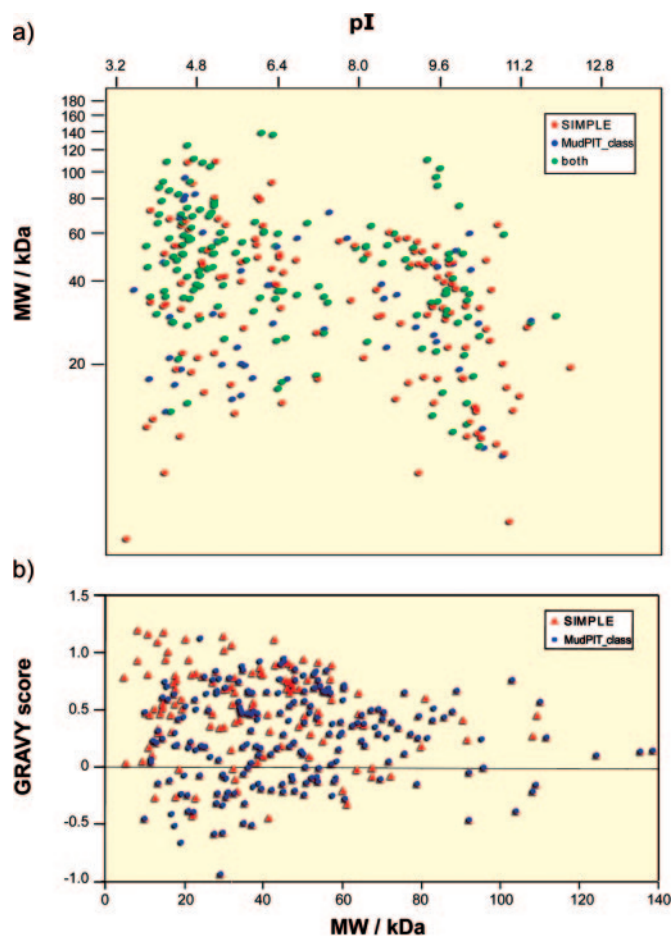 a)
pI
3.2 4.8 6.4 8.0 9.6 11.2 12.8
MW / kDa
180
160
140
120
100
80
60
40
20
SIMPLE
MudPIT_class
both
b)
GRAVY score
1.5
1.0
0.5
0
-0.5
-1.0
SIMPLE
MudPIT_class
0 20 40 60 80 100 120 140
MW / kDa